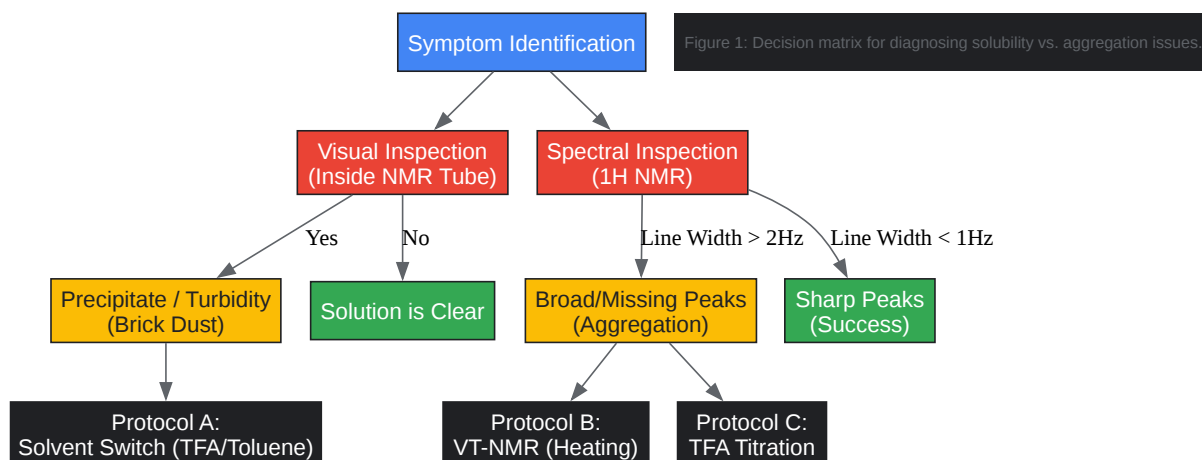 Symptom Identification
Figure 1: Decision matrix for diagnosing solubility vs. aggregation issues.
Visual Inspection
(Inside NMR Tube)
Spectral Inspection
(1H NMR)
Yes
No
Line Width > 2Hz
Line Width < 1Hz
Precipitate / Turbidity
(Brick Dust)
Solution is Clear
Broad/Missing Peaks
(Aggregation)
Sharp Peaks
(Success)
Protocol A:
Solvent Switch (TFA/Toluene)
Protocol B:
VT-NMR (Heating)
Protocol C:
TFA Titration